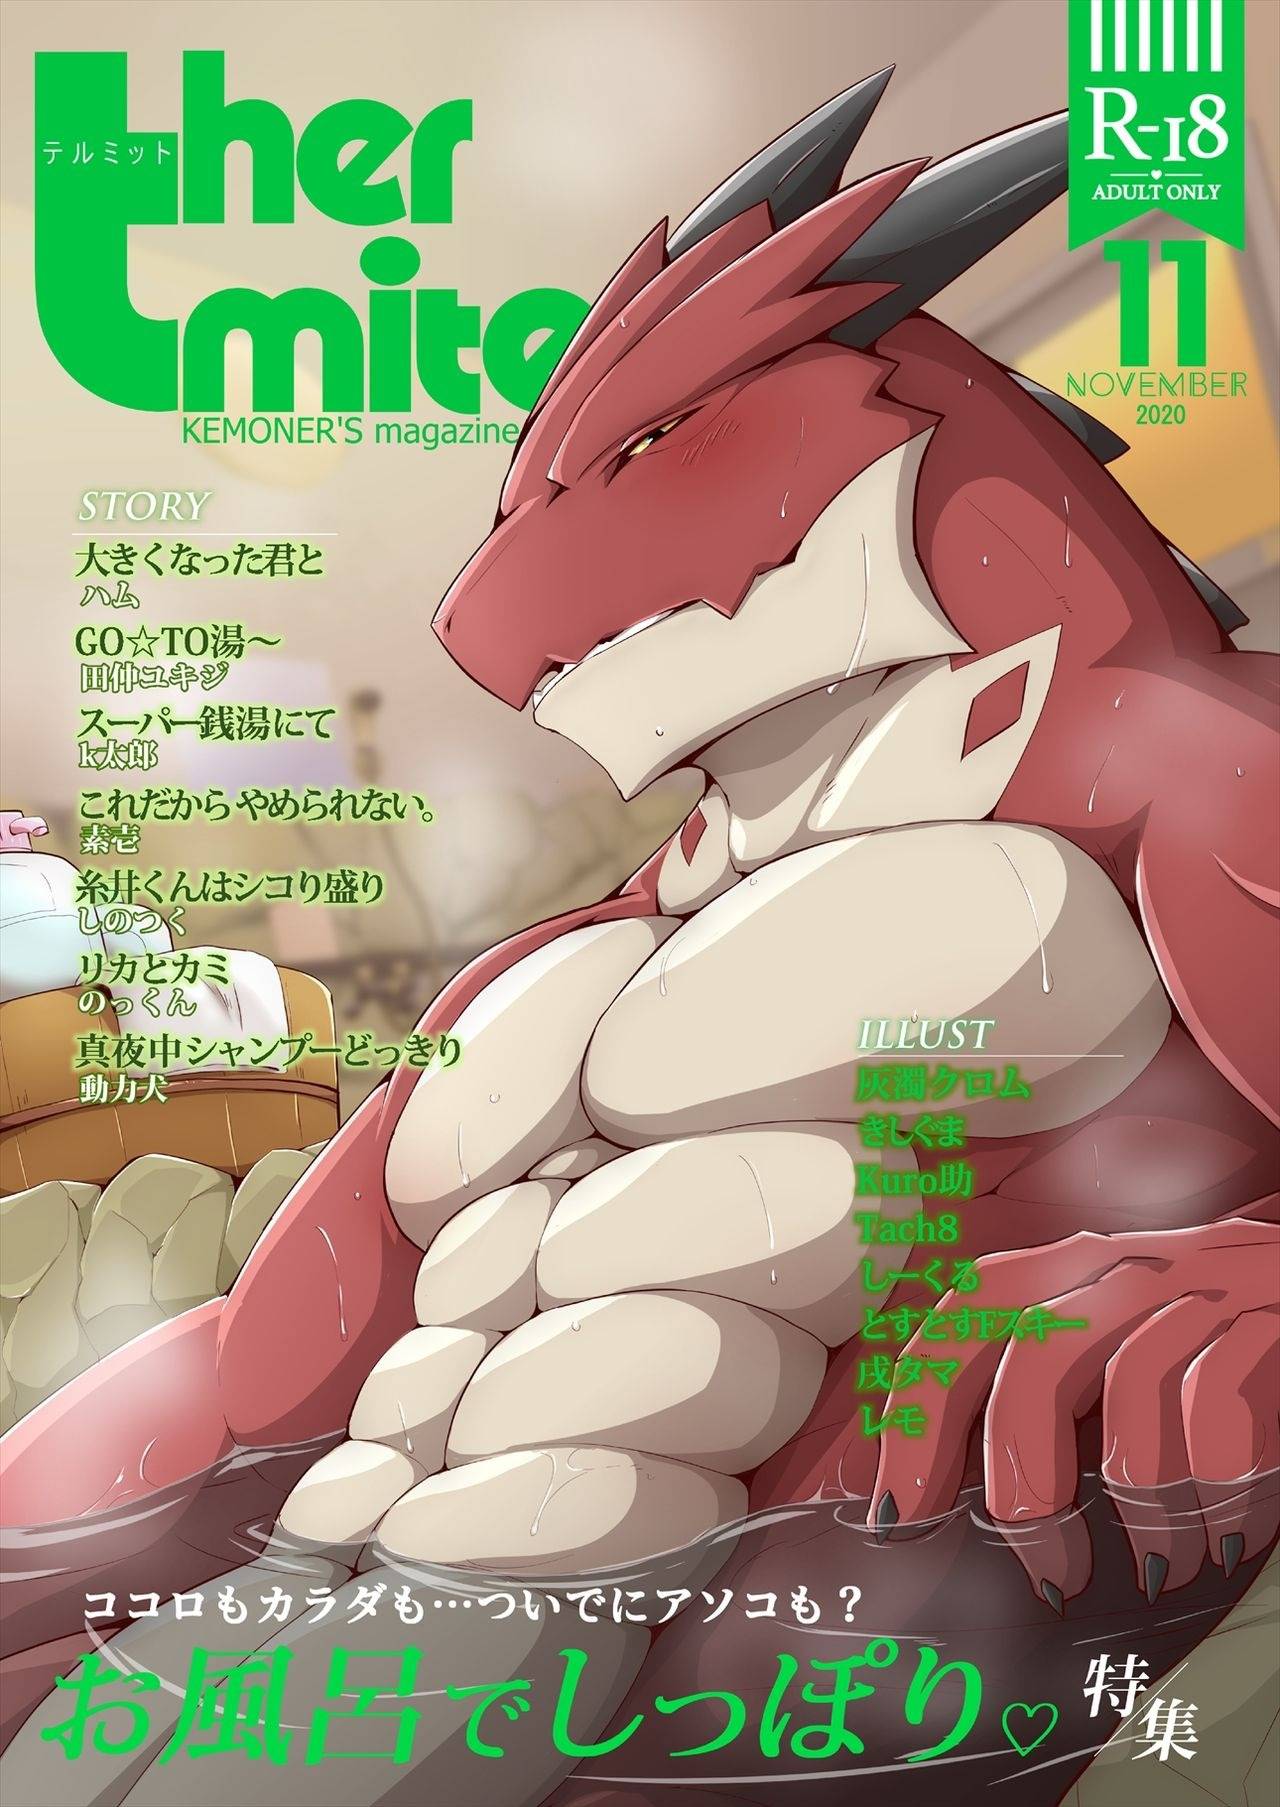 ther
テルミット
mite
KEMONER'S magazine
R-18
ADULT ONLY
11
NOVEMBER
2020
STORY
大きくなった君と
ハム
GO☆TO湯～
田仲ユキジ
スーパー銭湯にて
k太郎
これだから やめられない。
素壱
糸井くんはシコり盛り
しのつく
リカとカミ
のっくん
真夜中シャンプーどっきり
動力犬
ILLUST
灰濁クロム
きしぐま
Kuro助
Tach8
しーくる
とすとすFスキー
戌ダマ
レモ
ココロもカラダも…ついでにアソコも？
お風呂でしっぽり♡
特／集